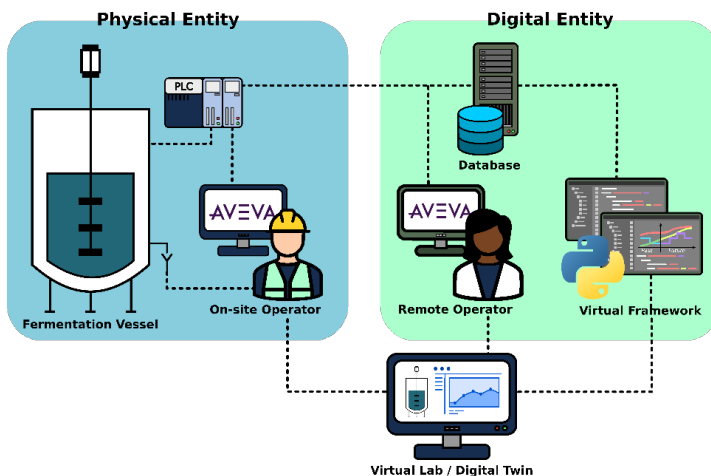 Physical Entity
Digital Entity
PLC
Database
AVEVA
AVEVA
Fermentation Vessel
On-site Operator
Remote Operator
Virtual Framework
Virtual Lab / Digital Twin